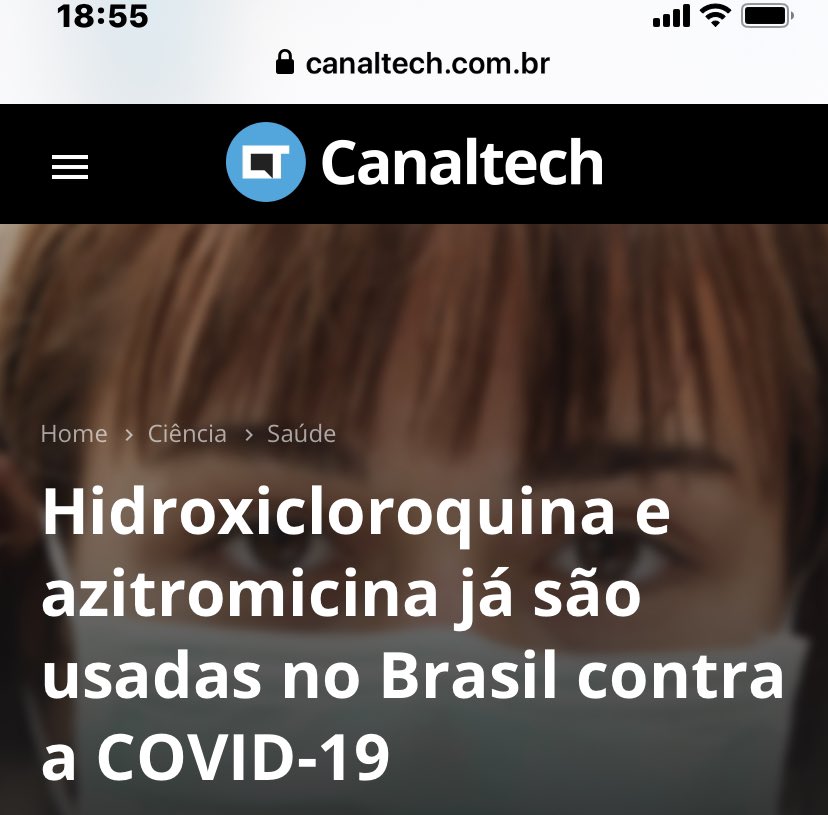 18:55
canaltech.com.br
Canaltech
Home > Ciência > Saúde
Hidroxicloroquina e
azitromicina já são
usadas no Brasil contra
a COVID-19